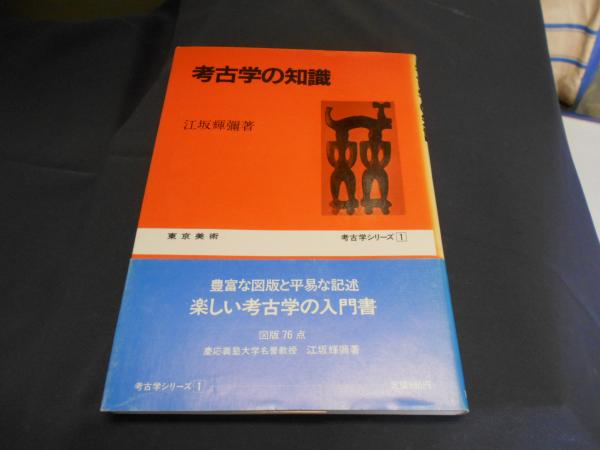 考古学の知識
江坂輝彌著
東京美術
考古学シリーズ1
豊富な図版と平易な記述
楽しい考古学の入門書
図版76点
慶応義塾大学名誉教授 江坂輝彌著
考古学シリーズ1